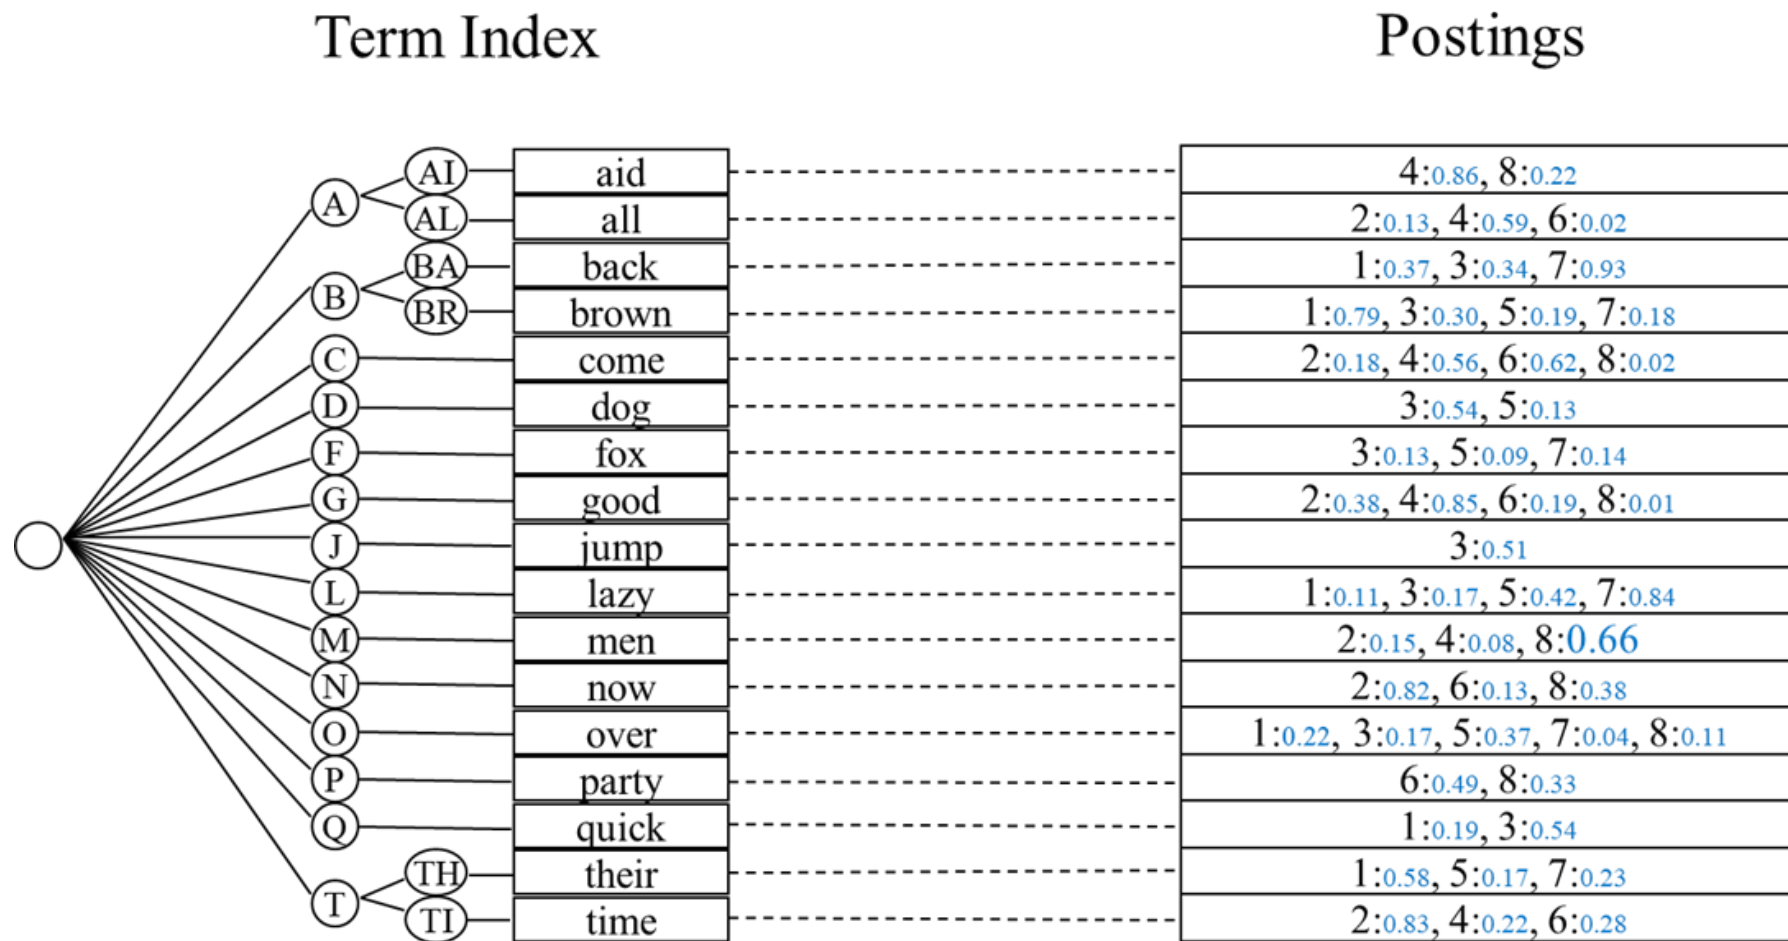 Term Index Postings
A AI aid 4:0.86, 8:0.22
AL all 2:0.13, 4:0.59, 6:0.02
B BA back 1:0.37, 3:0.34, 7:0.93
BR brown 1:0.79, 3:0.30, 5:0.19, 7:0.18
C come 2:0.18, 4:0.56, 6:0.62, 8:0.02
D dog 3:0.54, 5:0.13
F fox 3:0.13, 5:0.09, 7:0.14
G good 2:0.38, 4:0.85, 6:0.19, 8:0.01
J jump 3:0.51
L lazy 1:0.11, 3:0.17, 5:0.42, 7:0.84
M men 2:0.15, 4:0.08, 8:0.66
N now 2:0.82, 6:0.13, 8:0.38
O over 1:0.22, 3:0.17, 5:0.37, 7:0.04, 8:0.11
P party 6:0.49, 8:0.33
Q quick 1:0.19, 3:0.54
T TH their 1:0.58, 5:0.17, 7:0.23
TI time 2:0.83, 4:0.22, 6:0.28